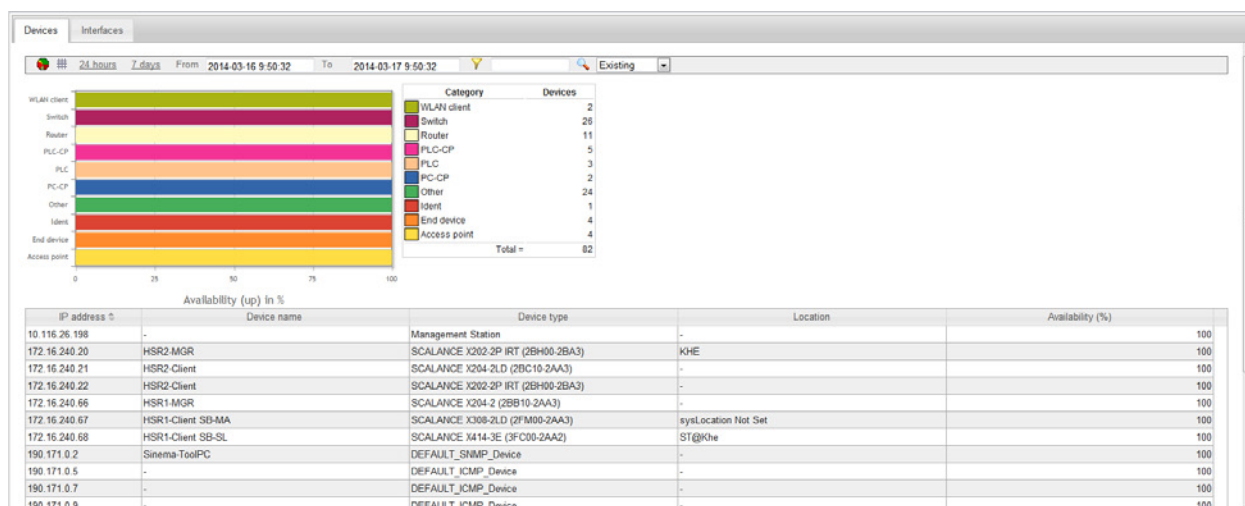 Devices Interfaces
24 hours 7 days From 2014-03-16 9:50:32 To 2014-03-17 9:50:32 Existing
WLAN client
Switch
Router
PLC-CP
PLC
PC-CP
Other
Ident
End device
Access point
0 25 50 75 100
Availability (up) in %
Category Devices
WLAN client 2
Switch 26
Router 11
PLC-CP 5
PLC 3
PC-CP 2
Other 24
Ident 1
End device 4
Access point 4
Total = 82
IP address Device name Device type Location Availability (%)
10.116.26.198 - Management Station - 100
172.16.240.20 HSR2-MGR SCALANCE X202-2P IRT (2BH00-2BA3) KHE 100
172.16.240.21 HSR2-Client SCALANCE X204-2LD (2BC10-2AA3) - 100
172.16.240.22 HSR2-Client SCALANCE X202-2P IRT (2BH00-2BA3) - 100
172.16.240.66 HSR1-MGR SCALANCE X204-2 (2BB10-2AA3) - 100
172.16.240.67 HSR1-Client SB-MA SCALANCE X308-2LD (2FM00-2AA3) sysLocation Not Set 100
172.16.240.68 HSR1-Client SB-SL SCALANCE X414-3E (3FC00-2AA2) ST@Khe 100
190.171.0.2 Sinema-ToolPC DEFAULT_SNMP_Device - 100
190.171.0.5 - DEFAULT_ICMP_Device - 100
190.171.0.7 - DEFAULT_ICMP_Device - 100
190.171.0.9 - DEFAULT_ICMP_Device - 100